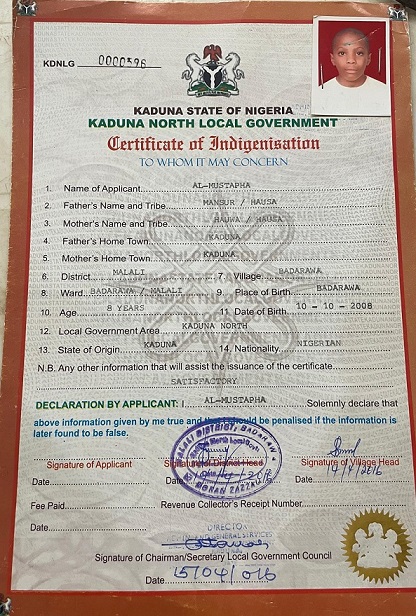 KDNLG 0000596
KADUNA STATE OF NIGERIA
KADUNA NORTH LOCAL GOVERNMENT
Certificate of Indigenisation
TO WHOM IT MAY CONCERN
1. Name of Applicant AL-MUSTAPHA
2. Father's Name and Tribe MANSUR / HAUSA
3. Mother's Name and Tribe HAUWA / HAUSA
4. Father's Home Town KADUNA
5. Mother's Home Town KADUNA
6. District MALALI 7. Village BADARAWA
8. Ward BADARAWA / MALALI 9. Place of Birth BADARAWA
10. Age 8 YEARS 11. Date of Birth 10-10-2008
12. Local Government Area KADUNA NORTH
13. State of Origin KADUNA 14. Nationality NIGERIAN
N.B. Any other information that will assist the issuance of the certificate
SATISFACTORY
DECLARATION BY APPLICANT: I, AL-MUSTAPHA Solemnly declare that
above information given by me true and should be penalised if the information is
later found to be false.
MALALI DISTRICT, BADARAWA
Signature of Applicant Signature of District Head Signature of Village Head
Date Date Date
Fee Paid Revenue Collector's Receipt Number
Date
DIRECTOR
GENERAL SERVICES
Signature of Chairman/Secretary Local Government Council
Date 15/04/016